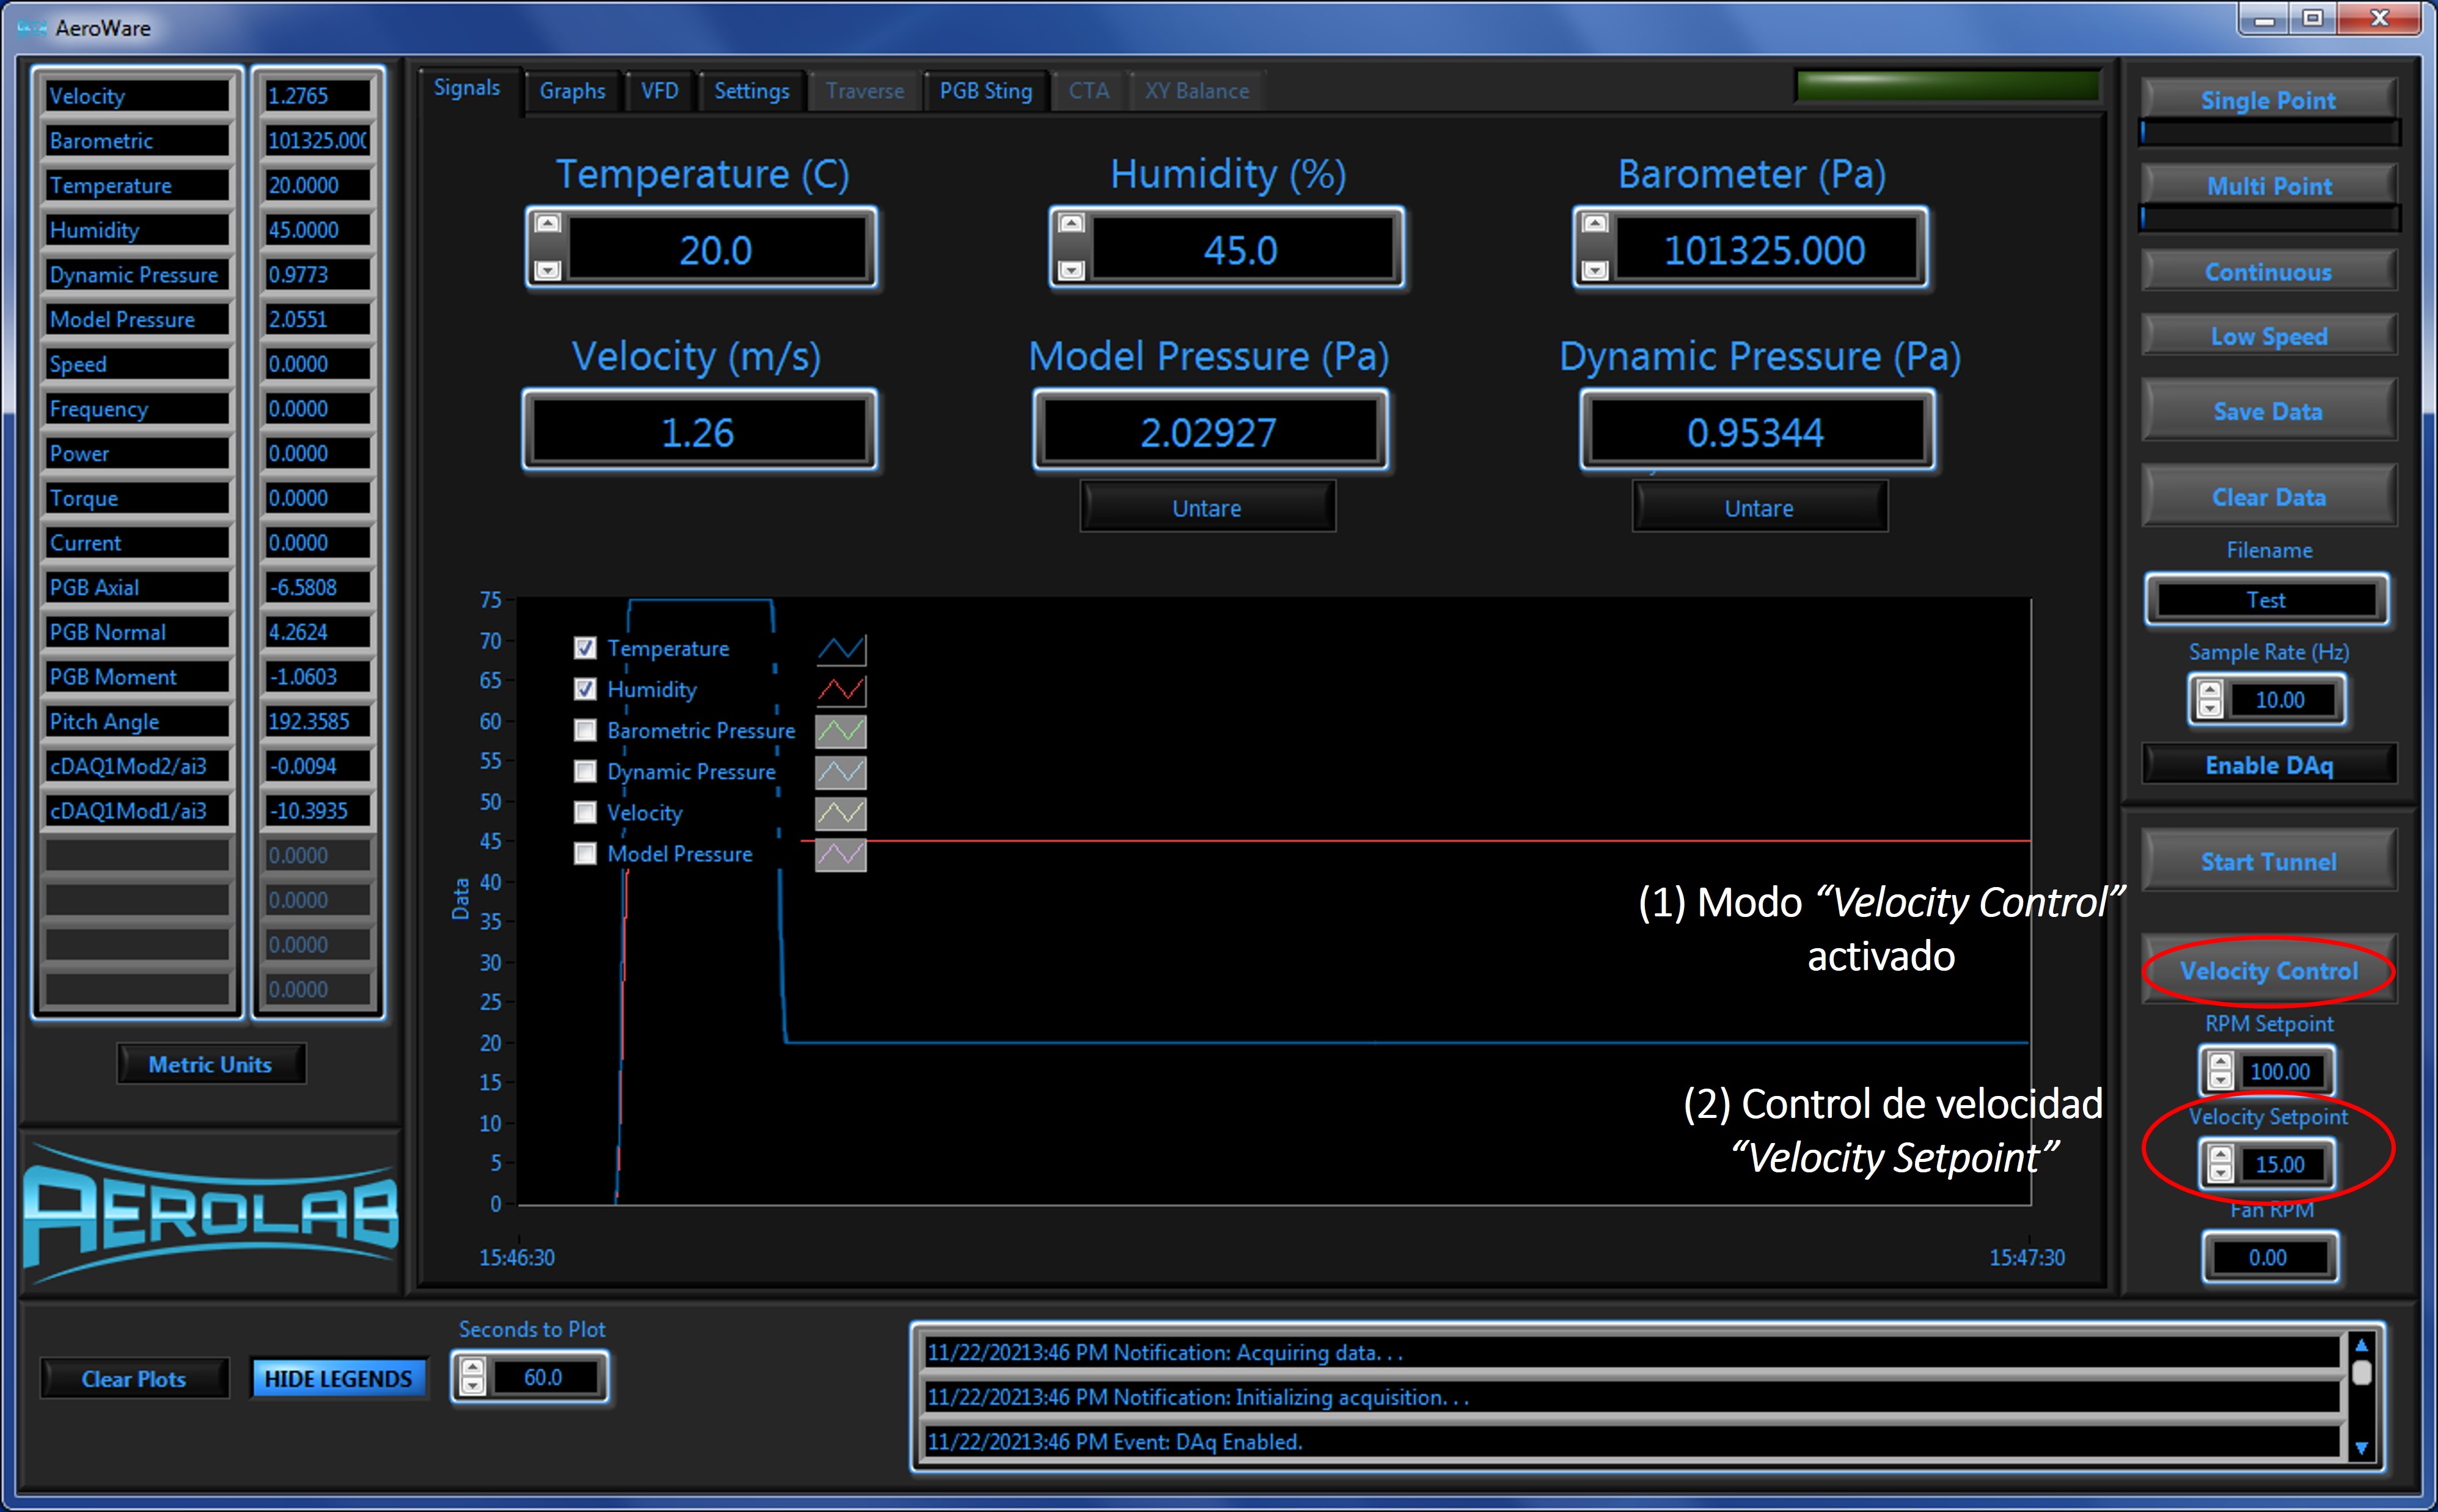 AeroWare
Velocity 1.2765
Barometric 101325.000
Temperature 20.0000
Humidity 45.0000
Dynamic Pressure 0.9773
Model Pressure 2.0551
Speed 0.0000
Frequency 0.0000
Power 0.0000
Torque 0.0000
Current 0.0000
PGB Axial -6.5808
PGB Normal 4.2624
PGB Moment -1.0603
Pitch Angle 192.3585
cDAQ1Mod2/ai3 -0.0094
cDAQ1Mod1/ai3 -10.3935
0.0000
0.0000
0.0000
0.0000
Metric Units
AEROLAB
Signals Graphs VFD Settings Traverse PGB Sting CTA XY Balance
Temperature (C) Humidity (%) Barometer (Pa)
20.0 45.0 101325.000
Velocity (m/s) Model Pressure (Pa) Dynamic Pressure (Pa)
1.26 2.02927 0.95344
Untare Untare
75
70
65
60
55
50
45
40
35
30
25
20
15
10
5
0
Data
Temperature
Humidity
Barometric Pressure
Dynamic Pressure
Velocity
Model Pressure
(1) Modo “Velocity Control”
activado
(2) Control de velocidad
“Velocity Setpoint”
15:46:30 15:47:30
Single Point
Multi Point
Continuous
Low Speed
Save Data
Clear Data
Filename
Test
Sample Rate (Hz)
10.00
Enable DAq
Start Tunnel
Velocity Control
RPM Setpoint
100.00
Velocity Setpoint
15.00
Fan RPM
0.00
Clear Plots HIDE LEGENDS
Seconds to Plot
60.0
11/22/20213:46 PM Notification: Acquiring data. . .
11/22/20213:46 PM Notification: Initializing acquisition. . .
11/22/20213:46 PM Event: DAq Enabled.